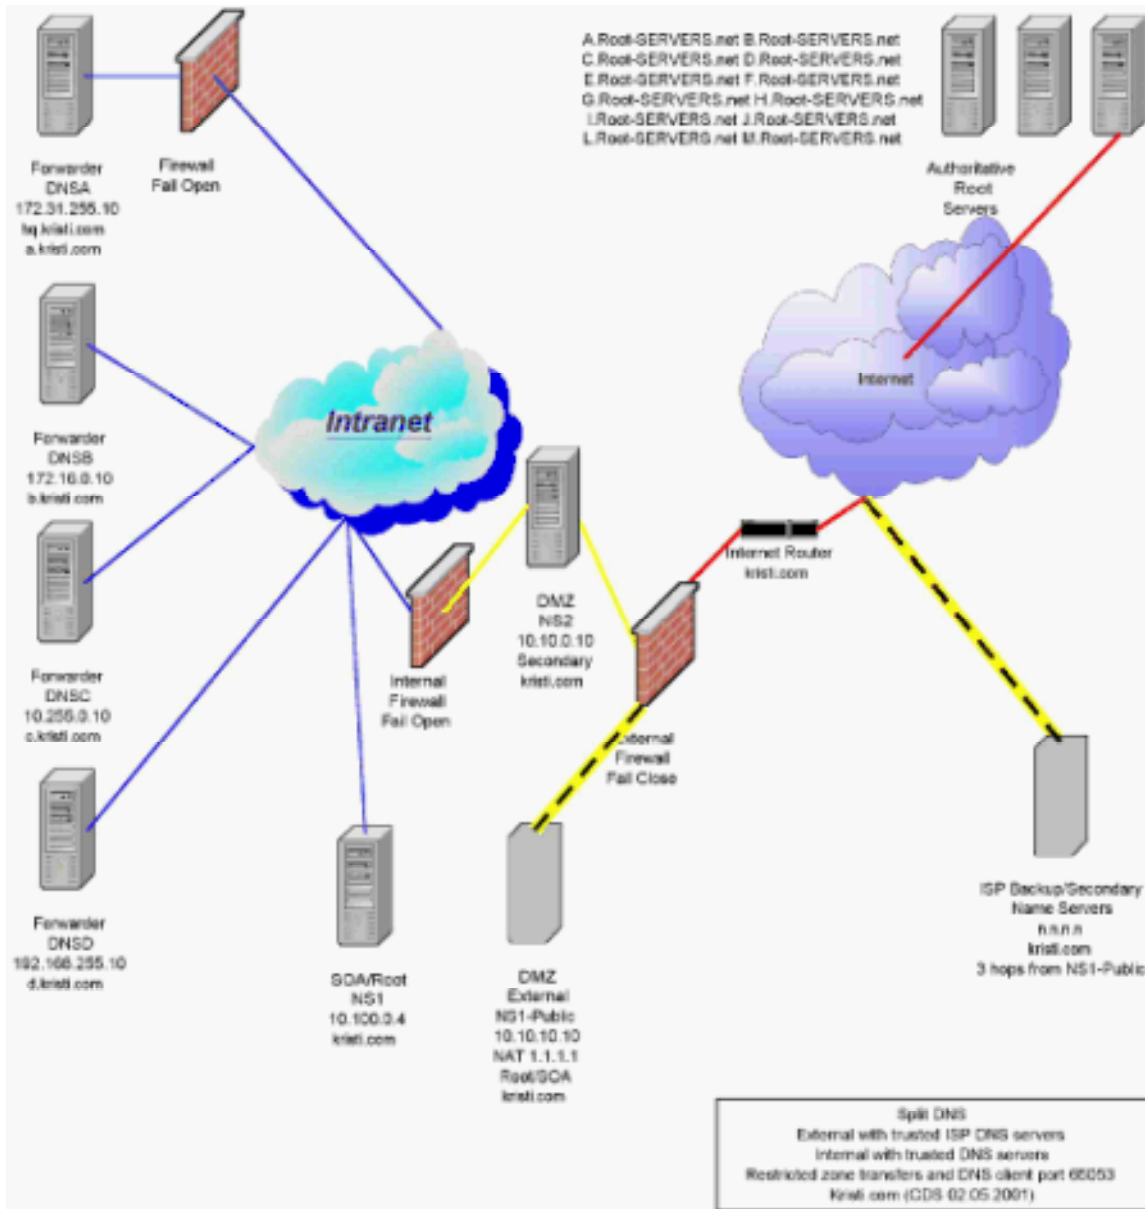 A.Root-SERVERS.net B.Root-SERVERS.net
C.Root-SERVERS.net D.Root-SERVERS.net
E.Root-SERVERS.net F.Root-SERVERS.net
G.Root-SERVERS.net H.Root-SERVERS.net
I.Root-SERVERS.net J.Root-SERVERS.net
L.Root-SERVERS.net M.Root-SERVERS.net
Authoritative
Root
Servers
Forwarder
DNSA
172.31.255.10
hq.kristi.com
a.kristi.com
Firewall
Fail Open
Forwarder
DNSB
172.16.0.10
b.kristi.com
Intranet
Internet
Forwarder
DNSC
10.255.0.10
c.kristi.com
Internal
Firewall
Fail Open
DMZ
NS2
10.10.0.10
Secondary
kristi.com
Internet Router
kristi.com
External
Firewall
Fail Close
Forwarder
DNSD
192.168.255.10
d.kristi.com
SOA/Root
NS1
10.100.0.4
kristi.com
DMZ
External
NS1-Public
10.10.10.10
NAT 1.1.1.1
Root/SOA
kristi.com
ISP Backup/Secondary
Name Servers
n.n.n.n
kristi.com
3 hops from NS1-Public
Split DNS
External with trusted ISP DNS servers
Internal with trusted DNS servers
Restricted zone transfers and DNS client port 65053
Kristi.com (CDS 02.05.2001)